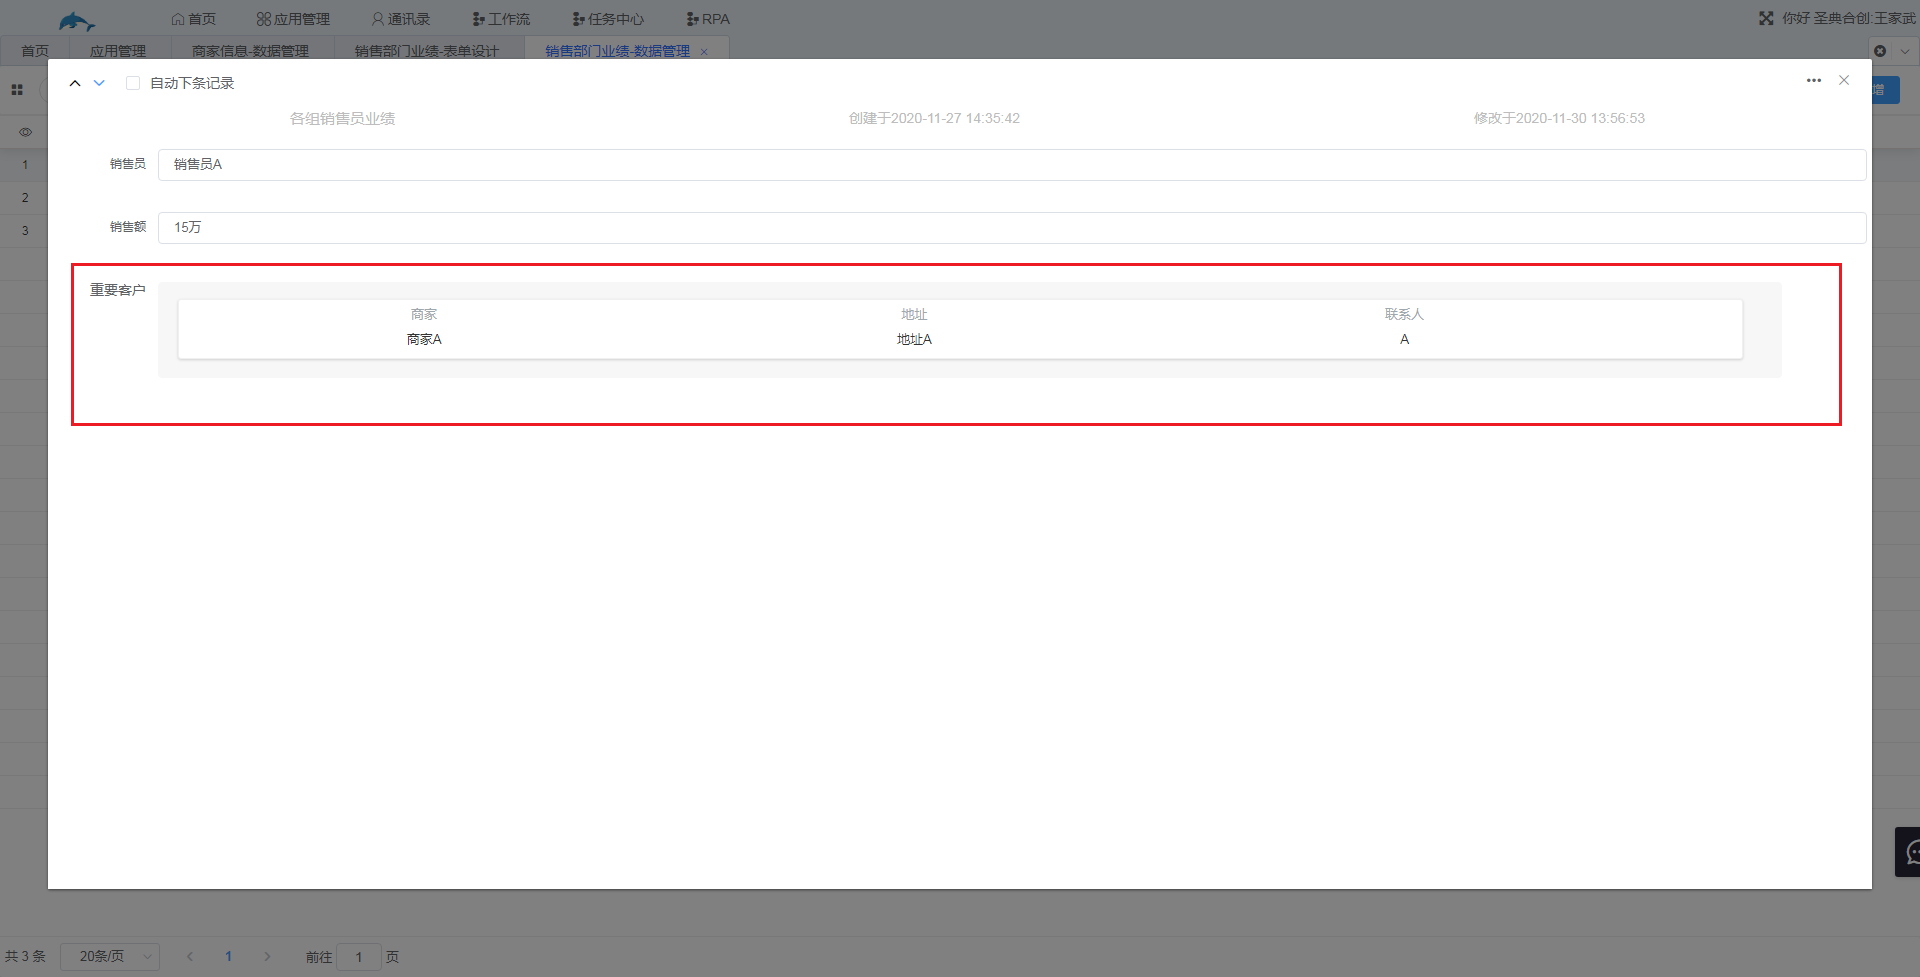 首页 应用管理 通讯录 工作流 任务中心 RPA 你好 圣典合创:王家武
首页 应用管理 商家信息-数据管理 销售部门业绩-表单设计 销售部门业绩-数据管理 ×
自动下条记录
增
各组销售员业绩 创建于2020-11-27 14:35:42 修改于2020-11-30 13:56:53
销售员 销售员A
1
2
销售额 15万
3
重要客户
商家 地址 联系人
商家A 地址A A
共 3 条 20条/页 1 前往 1 页